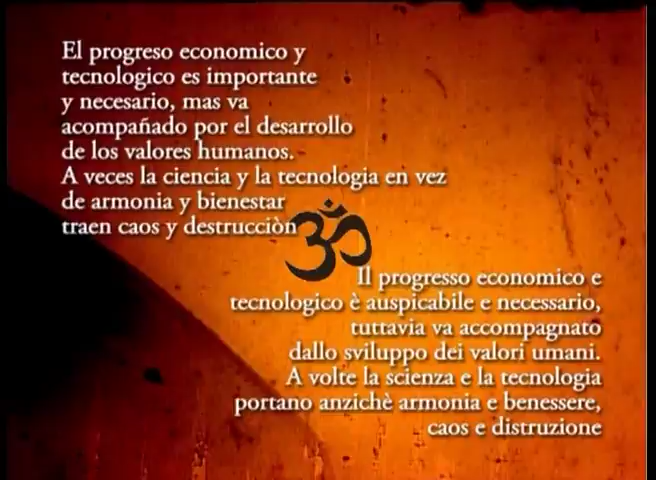 El progreso economico y
tecnologico es importante
y necesario, mas va
acompañado por el desarrollo
de los valores humanos.
A veces la ciencia y la tecnologia en vez
de armonia y bienestar
traen caos y destrucciòn
ॐ
Il progresso economico e
tecnologico è auspicabile e necessario,
tuttavia va accompagnato
dallo sviluppo dei valori umani.
A volte la scienza e la tecnologia
portano anzichè armonia e benessere,
caos e distruzione